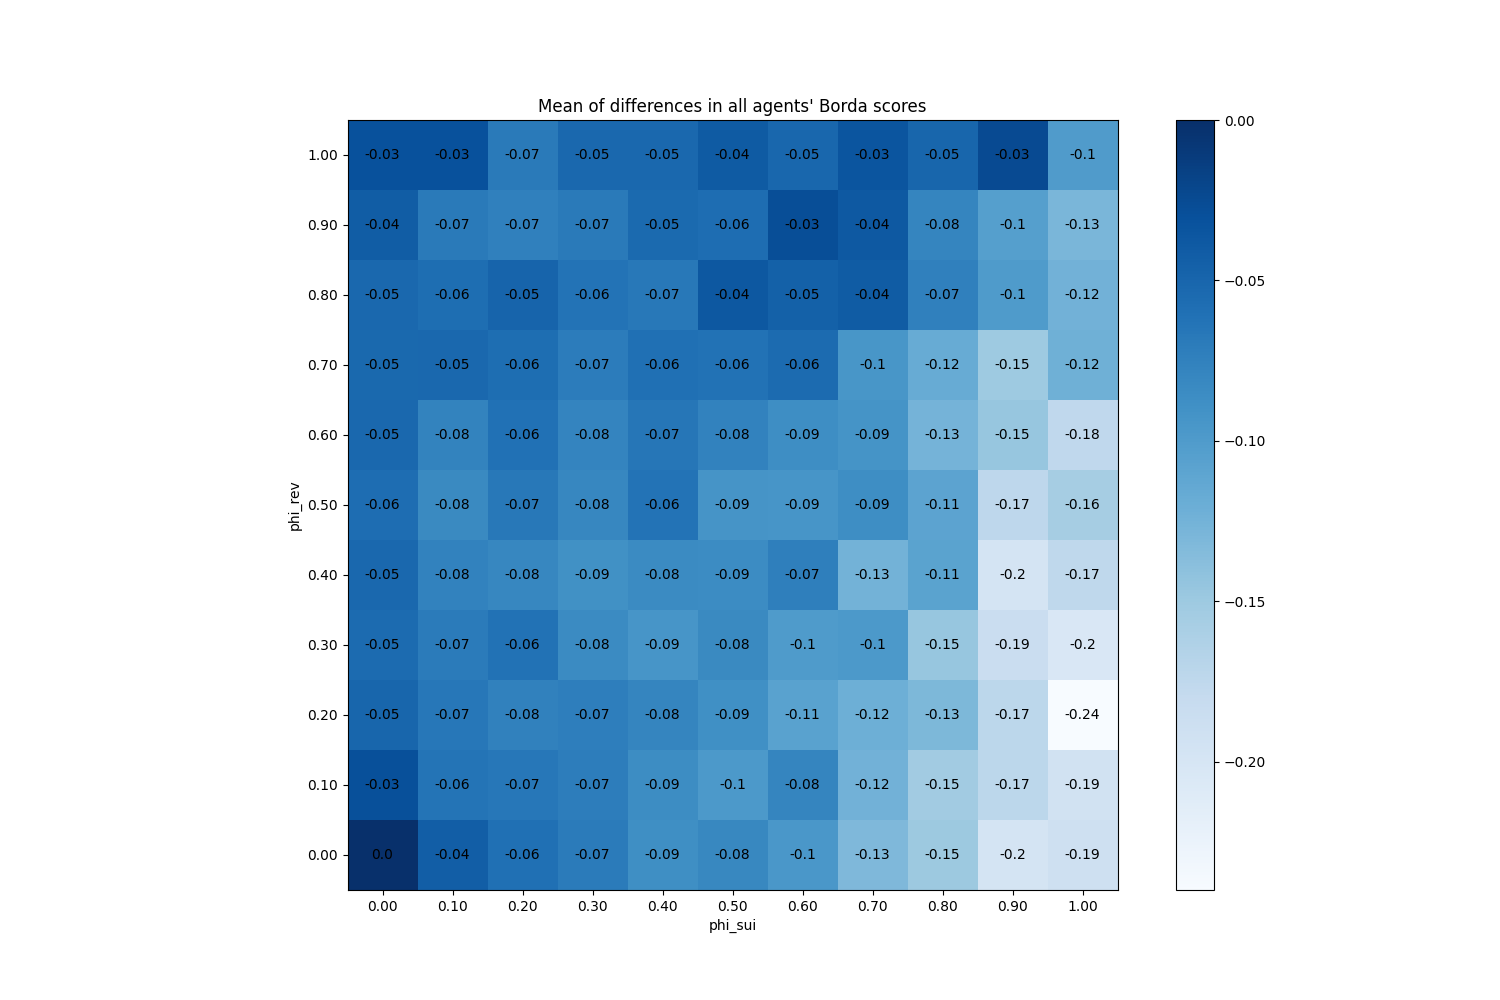 Mean of differences in all agents' Borda scores
1.00 -0.03 -0.03 -0.07 -0.05 -0.05 -0.04 -0.05 -0.03 -0.05 -0.03 -0.1
0.90 -0.04 -0.07 -0.07 -0.07 -0.05 -0.06 -0.03 -0.04 -0.08 -0.1 -0.13
0.80 -0.05 -0.06 -0.05 -0.06 -0.07 -0.04 -0.05 -0.04 -0.07 -0.1 -0.12
0.70 -0.05 -0.05 -0.06 -0.07 -0.06 -0.06 -0.06 -0.1 -0.12 -0.15 -0.12
0.60 -0.05 -0.08 -0.06 -0.08 -0.07 -0.08 -0.09 -0.09 -0.13 -0.15 -0.18
0.50 -0.06 -0.08 -0.07 -0.08 -0.06 -0.09 -0.09 -0.09 -0.11 -0.17 -0.16
0.40 -0.05 -0.08 -0.08 -0.09 -0.08 -0.09 -0.07 -0.13 -0.11 -0.2 -0.17
0.30 -0.05 -0.07 -0.06 -0.08 -0.09 -0.08 -0.1 -0.1 -0.15 -0.19 -0.2
0.20 -0.05 -0.07 -0.08 -0.07 -0.08 -0.09 -0.11 -0.12 -0.13 -0.17 -0.24
0.10 -0.03 -0.06 -0.07 -0.07 -0.09 -0.1 -0.08 -0.12 -0.15 -0.17 -0.19
0.00 0.0 -0.04 -0.06 -0.07 -0.09 -0.08 -0.1 -0.13 -0.15 -0.2 -0.19
0.00 0.10 0.20 0.30 0.40 0.50 0.60 0.70 0.80 0.90 1.00
phi_sui
phi_rev
0.00
−0.05
−0.10
−0.15
−0.20